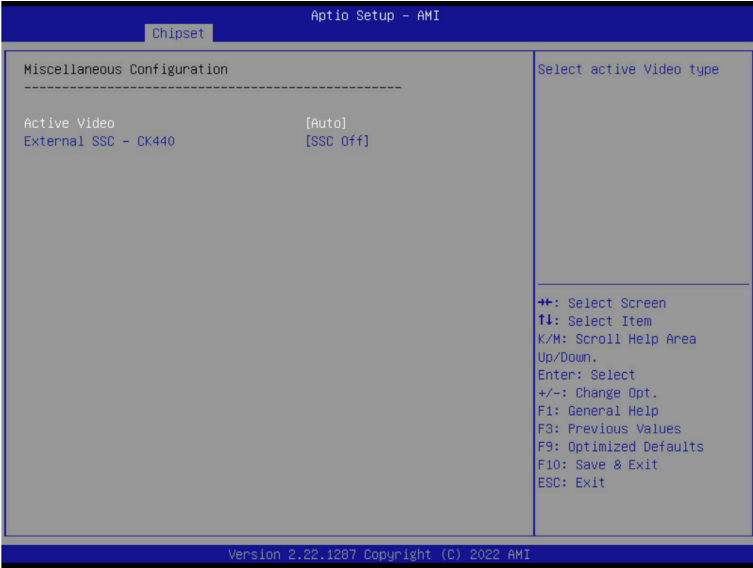 Aptio Setup – AMI
Chipset
Miscellaneous Configuration
--------------------------------------------------
Active Video [Auto]
External SSC – CK440 [SSC Off]
Select active Video type
→←: Select Screen
↑↓: Select Item
K/M: Scroll Help Area
Up/Down.
Enter: Select
+/-: Change Opt.
F1: General Help
F3: Previous Values
F9: Optimized Defaults
F10: Save & Exit
ESC: Exit
Version 2.22.1287 Copyright (C) 2022 AMI